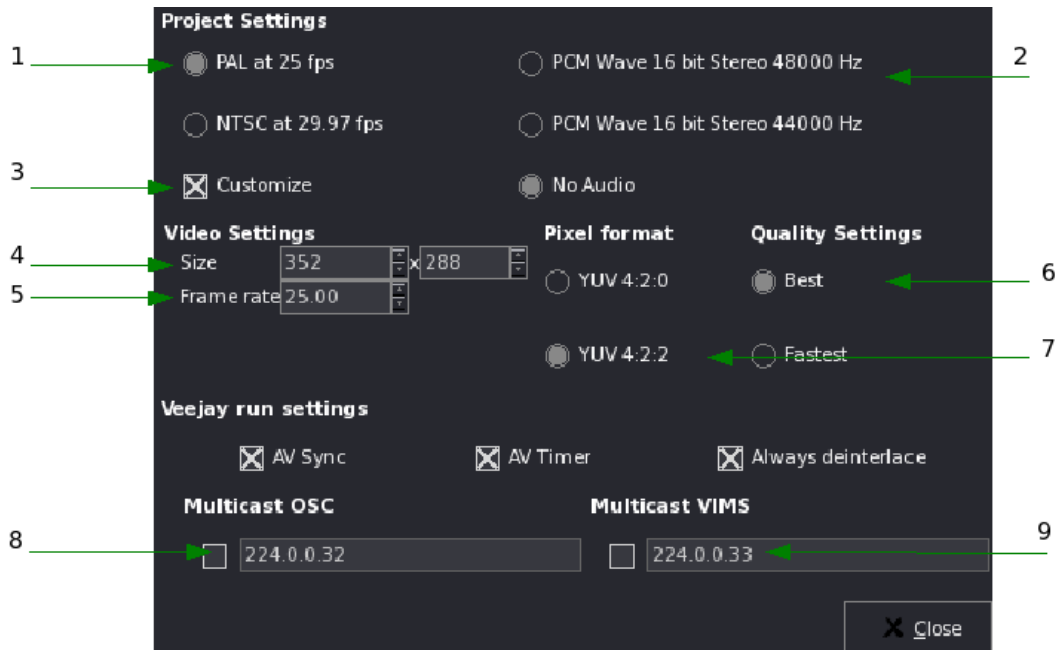 Project Settings
1 PAL at 25 fps PCM Wave 16 bit Stereo 48000 Hz 2
NTSC at 29.97 fps PCM Wave 16 bit Stereo 44000 Hz
3 Customize No Audio
Video Settings Pixel format Quality Settings
4 Size 352 x 288
YUV 4:2:0 Best 6
5 Frame rate 25.00
YUV 4:2:2 Fastest 7
Veejay run settings
AV Sync AV Timer Always deinterlace
Multicast OSC Multicast VIMS
8 224.0.0.32 224.0.0.33 9
Close